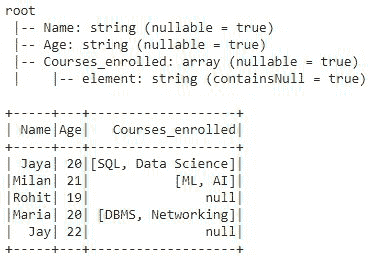 root
 |-- Name: string (nullable = true)
 |-- Age: string (nullable = true)
 |-- Courses_enrolled: array (nullable = true)
 |    |-- element: string (containsNull = true)

+-----+---+-------------------+
| Name|Age|   Courses_enrolled|
+-----+---+-------------------+
| Jaya| 20|[SQL, Data Science]|
|Milan| 21|           [ML, AI]|
|Rohit| 19|               null|
|Maria| 20| [DBMS, Networking]|
|  Jay| 22|               null|
+-----+---+-------------------+